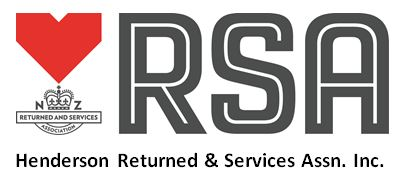 RSA
N Z
RETURNED AND SERVICES
ASSOCIATION
Henderson Returned & Services Assn. Inc.